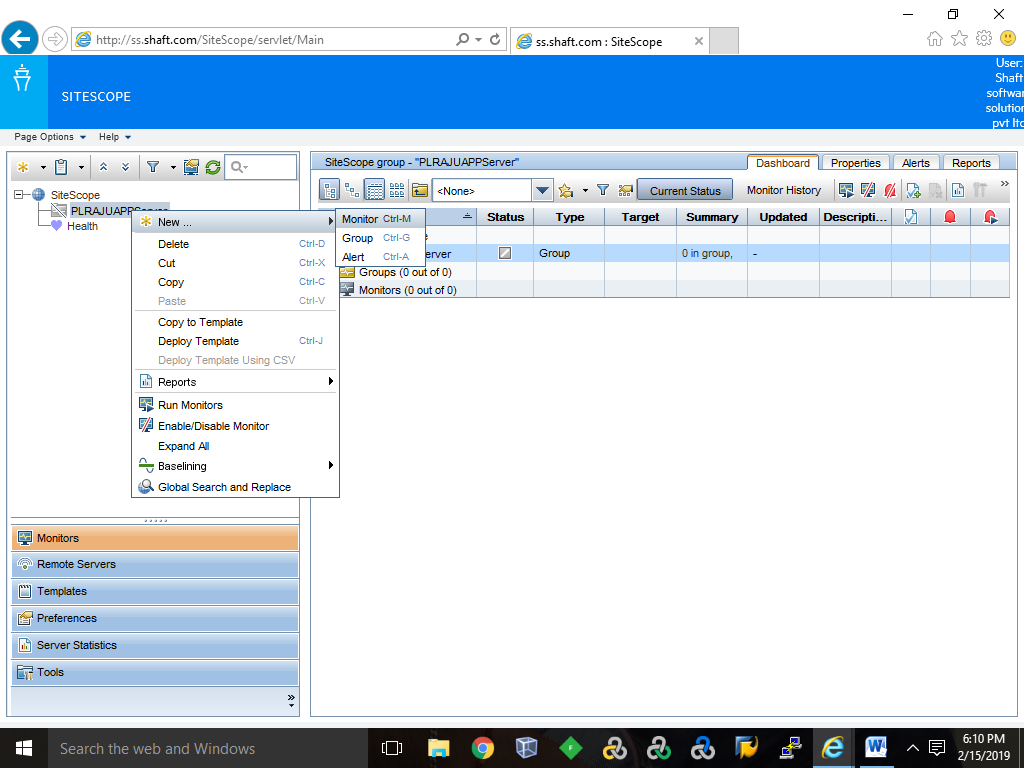 http://ss.shaft.com/SiteScope/servlet/Main
ss.shaft.com : SiteScope
SITESCOPE
User:
Shaft
software
solution
pvt ltd
Page Options
Help
SiteScope group - "PLRAJUAPPServer"
Dashboard
Properties
Alerts
Reports
<None>
Current Status
Monitor History
SiteScope
PLRAJUAPPServer
Health
Status
Type
Target
Summary
Updated
Descripti...
erver
Group
0 in group,
-
Groups (0 out of 0)
Monitors (0 out of 0)
New ...
Delete Ctrl-D
Cut Ctrl-X
Copy Ctrl-C
Paste Ctrl-V
Copy to Template
Deploy Template Ctrl-J
Deploy Template Using CSV
Reports
Run Monitors
Enable/Disable Monitor
Expand All
Baselining
Global Search and Replace
Monitor Ctrl-M
Group Ctrl-G
Alert Ctrl-A
Monitors
Remote Servers
Templates
Preferences
Server Statistics
Tools
Search the web and Windows
6:10 PM
2/15/2019